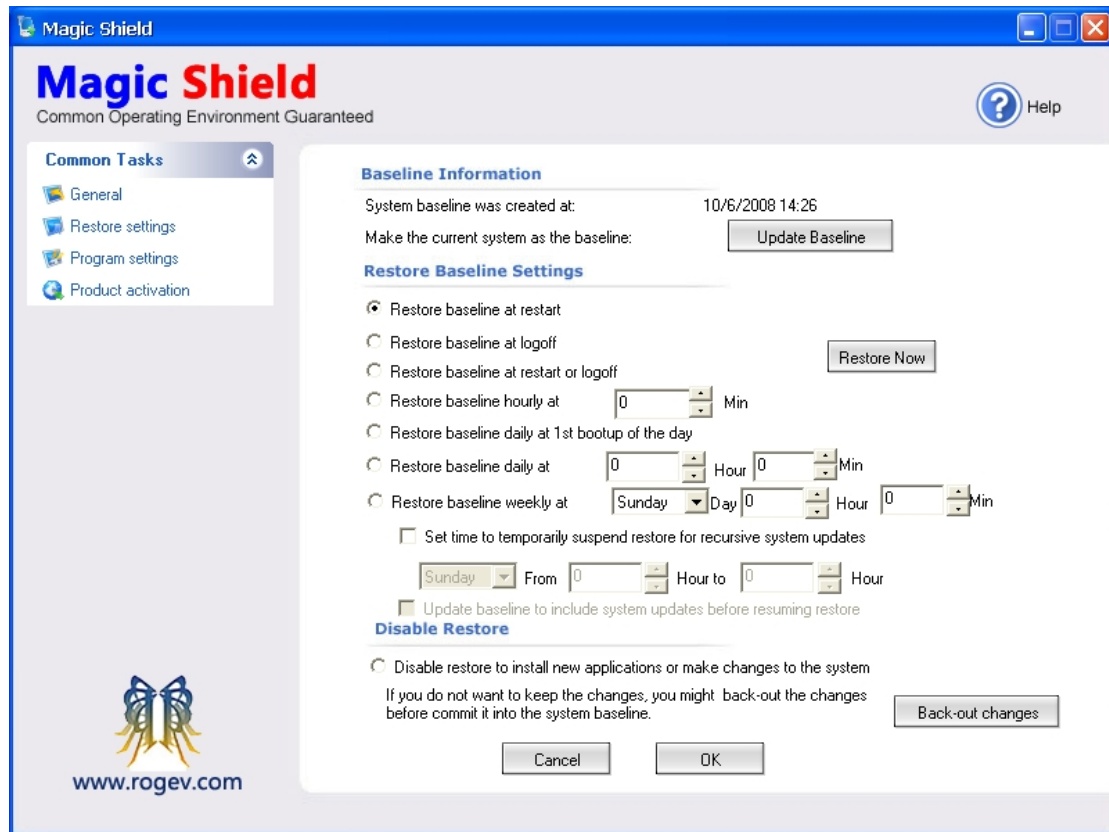 Magic Shield
Magic Shield
Common Operating Environment Guaranteed
Help
Common Tasks
General
Restore settings
Program settings
Product activation
Baseline Information
System baseline was created at: 10/6/2008 14:26
Make the current system as the baseline: Update Baseline
Restore Baseline Settings
Restore baseline at restart
Restore baseline at logoff
Restore Now
Restore baseline at restart or logoff
Restore baseline hourly at 0 Min
Restore baseline daily at 1st bootup of the day
Restore baseline daily at 0 Hour 0 Min
Restore baseline weekly at Sunday Day 0 Hour 0 Min
Set time to temporarily suspend restore for recursive system updates
Sunday From 0 Hour to 0 Hour
Update baseline to include system updates before resuming restore
Disable Restore
Disable restore to install new applications or make changes to the system
If you do not want to keep the changes, you might back-out the changes
before commit it into the system baseline.
Back-out changes
Cancel OK
www.rogev.com